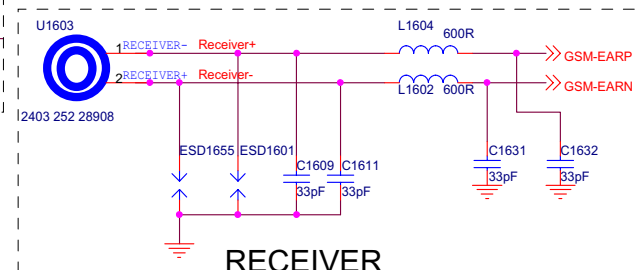 U1603
L1604 600R
1 RECEIVER- Receiver+
GSM-EARP
2 RECEIVER+ Receiver-
GSM-EARN
L1602 600R
2403 252 28908
ESD1655 ESD1601
C1609 C1611
C1631 C1632
33pF 33pF
33pF 33pF
RECEIVER